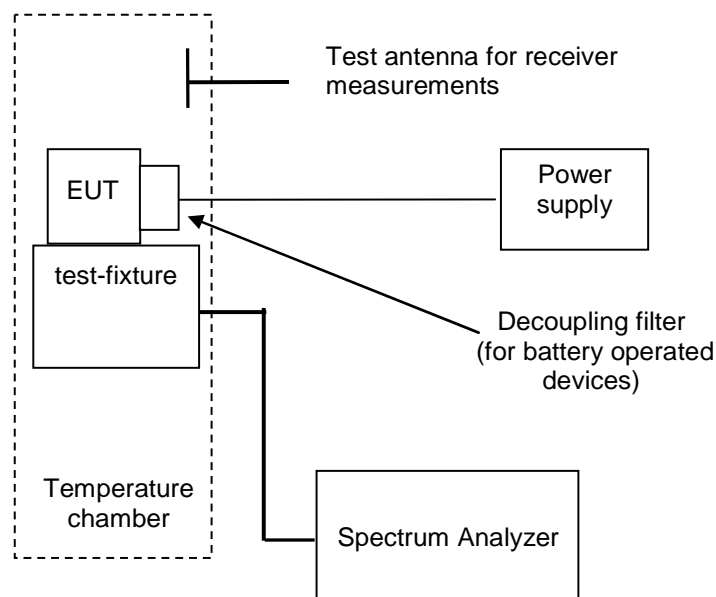 Test antenna for receiver
measurements
EUT
Power
supply
test-fixture
Decoupling filter
(for battery operated
devices)
Temperature
chamber
Spectrum Analyzer